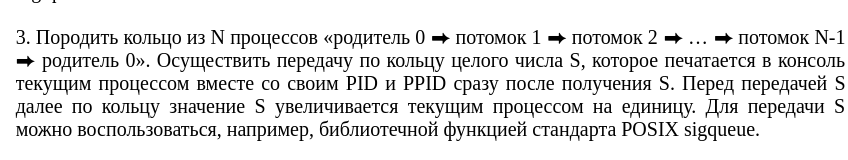 3. Породить кольцо из N процессов «родитель 0 ➡ потомок 1 ➡ потомок 2 ➡ … ➡ потомок N-1
➡ родитель 0». Осуществить передачу по кольцу целого числа S, которое печатается в консоль
текущим процессом вместе со своим PID и PPID сразу после получения S. Перед передачей S
далее по кольцу значение S увеличивается текущим процессом на единицу. Для передачи S
можно воспользоваться, например, библиотечной функцией стандарта POSIX sigqueue.